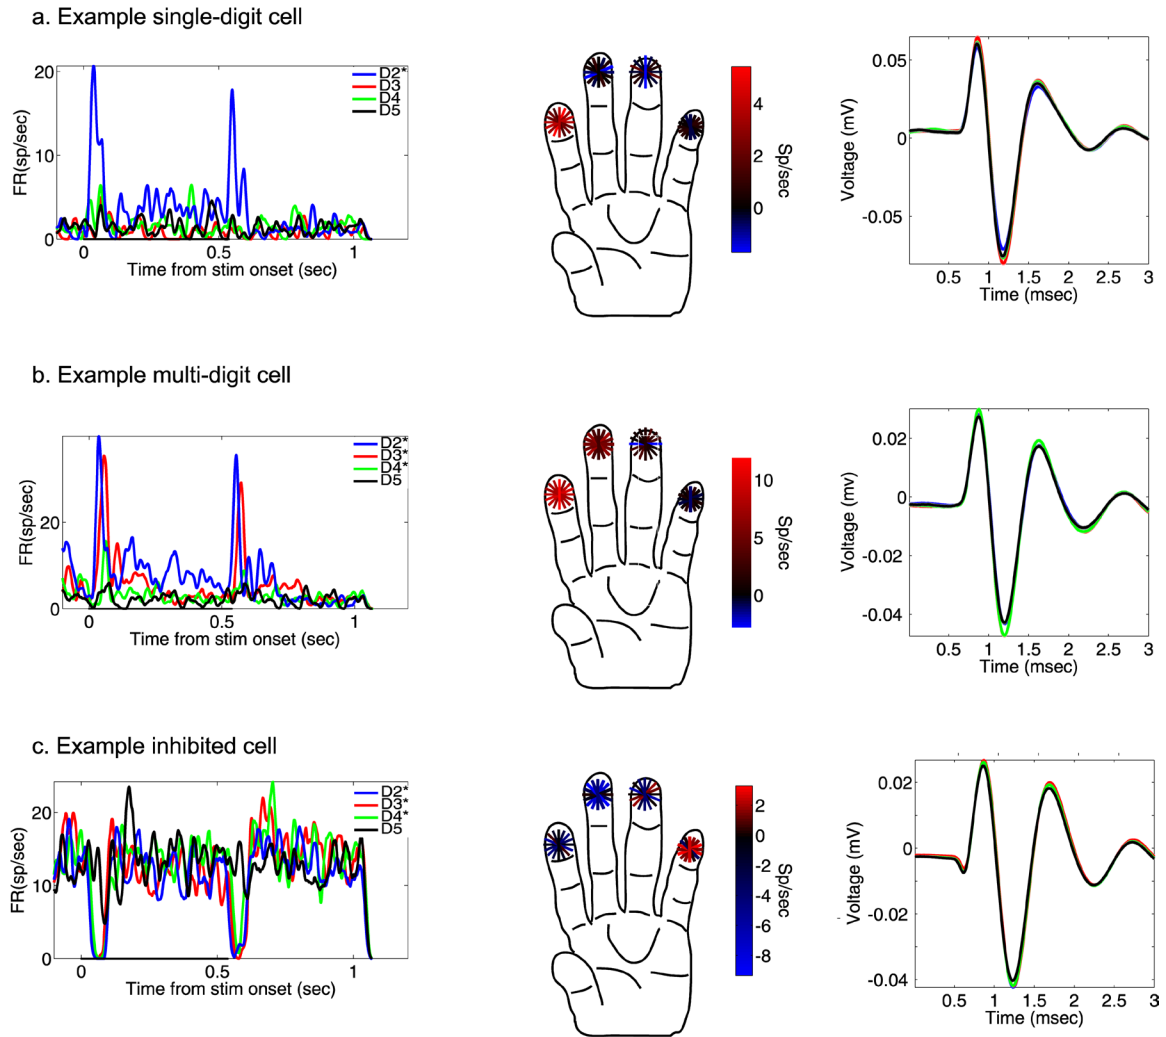 a. Example single-digit cell
20
10
0
FR(sp/sec)
D2*
D3
D4
D5
0
0.5
1
Time from stim onset (sec)
4
2
0
Sp/sec
0.05
0
-0.05
Voltage (mV)
0.5
1
1.5
2
2.5
3
Time (msec)
b. Example multi-digit cell
20
0
FR(sp/sec)
D2*
D3*
D4*
D5
0
0.5
1
Time from stim onset (sec)
10
5
0
Sp/sec
0.02
0
-0.02
-0.04
Voltage (mv)
0.5
1
1.5
2
2.5
3
Time (msec)
c. Example inhibited cell
20
10
0
FR(sp/sec)
D2*
D3*
D4*
D5
0
0.5
1
Time from stim onset (sec)
2
0
-2
-4
-6
-8
Sp/sec
0.02
0
-0.02
-0.04
Voltage (mV)
0.5
1
1.5
2
2.5
3
Time (msec)